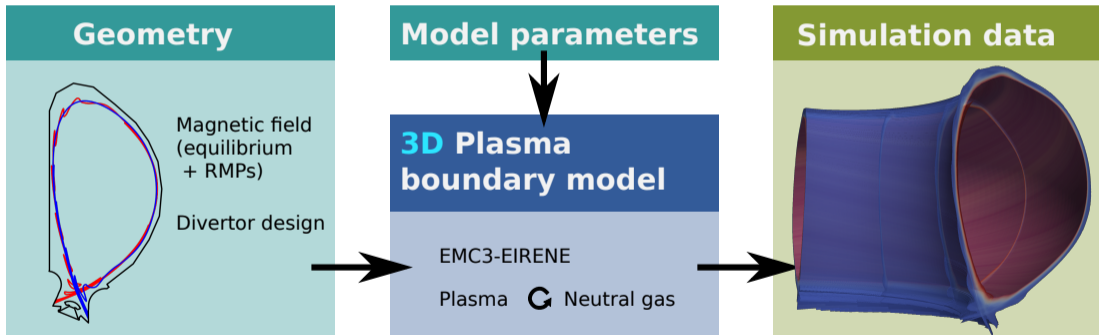 Geometry
Magnetic field
(equilibrium
+ RMPs)
Divertor design
Model parameters
3D Plasma
boundary model
EMC3-EIRENE
Plasma Neutral gas
Simulation data